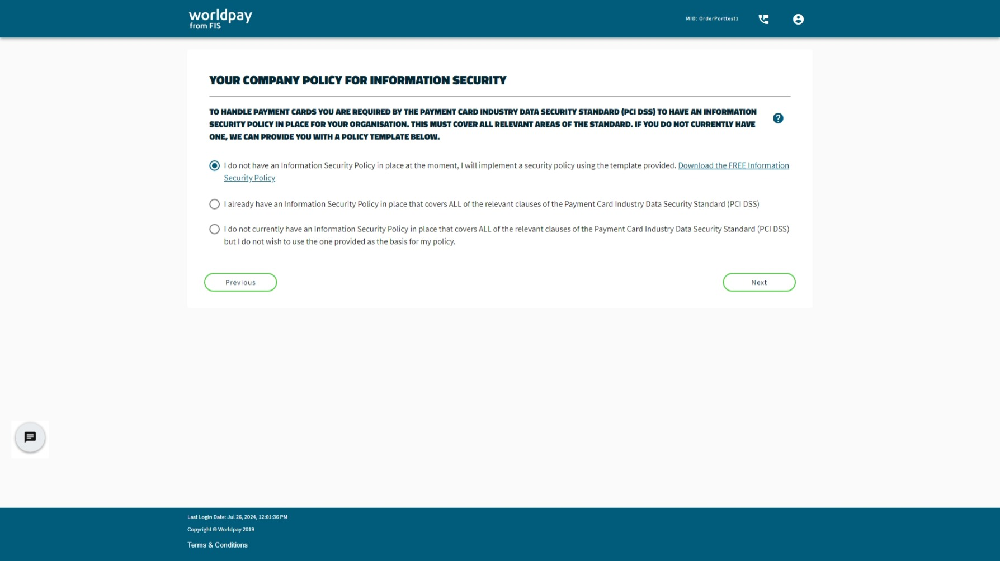 worldpay
from FIS
MID: OrderPorttest1
YOUR COMPANY POLICY FOR INFORMATION SECURITY
TO HANDLE PAYMENT CARDS YOU ARE REQUIRED BY THE PAYMENT CARD INDUSTRY DATA SECURITY STANDARD (PCI DSS) TO HAVE AN INFORMATION
SECURITY POLICY IN PLACE FOR YOUR ORGANISATION. THIS MUST COVER ALL RELEVANT AREAS OF THE STANDARD. IF YOU DO NOT CURRENTLY HAVE
ONE, WE CAN PROVIDE YOU WITH A POLICY TEMPLATE BELOW.
?
I do not have an Information Security Policy in place at the moment, I will implement a security policy using the template provided. Download the FREE Information
Security Policy
I already have an Information Security Policy in place that covers ALL of the relevant clauses of the Payment Card Industry Data Security Standard (PCI DSS)
I do not currently have an Information Security Policy in place that covers ALL of the relevant clauses of the Payment Card Industry Data Security Standard (PCI DSS)
but I do not wish to use the one provided as the basis for my policy.
Previous
Next
Last Login Date: Jul 26, 2024, 12:01:36 PM
Copyright © Worldpay 2019
Terms & Conditions